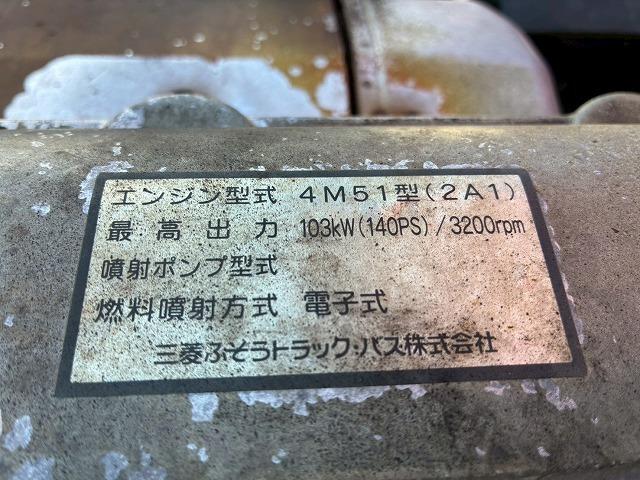 エンジン型式 4M51型(2A1)
最高出力 103kW(140PS)/3200rpm
噴射ポンプ型式
燃料噴射方式 電子式
三菱ふそうトラック・バス株式会社